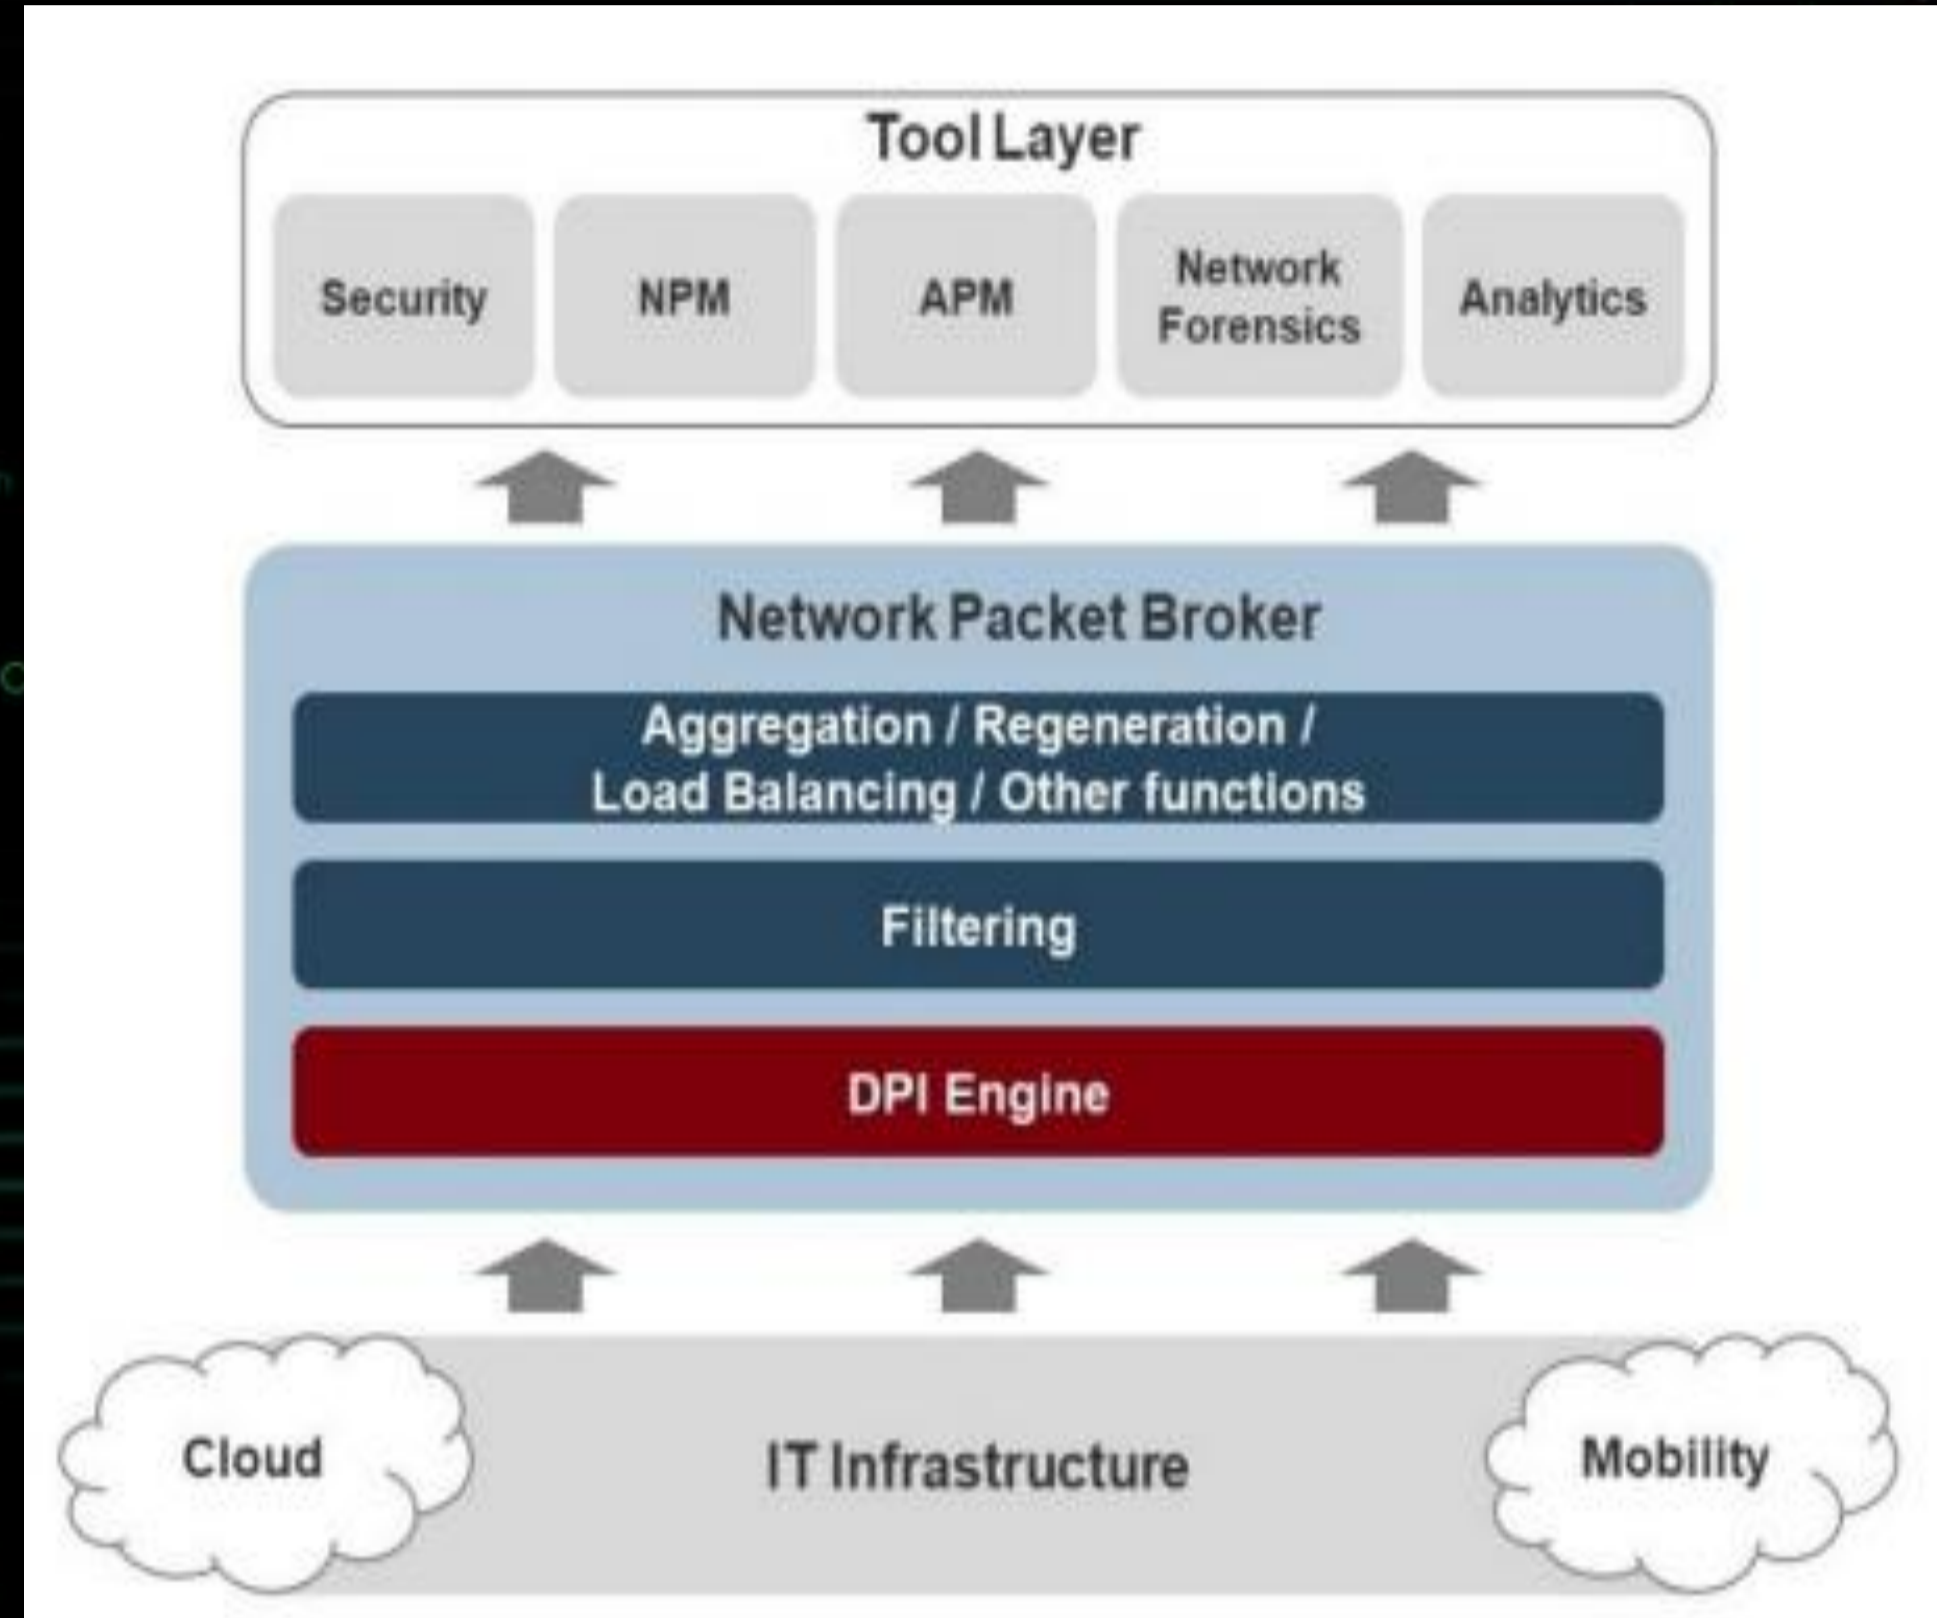 Tool Layer
Security
NPM
APM
Network
Forensics
Analytics
Network Packet Broker
Aggregation / Regeneration /
Load Balancing / Other functions
Filtering
DPI Engine
Cloud
IT Infrastructure
Mobility